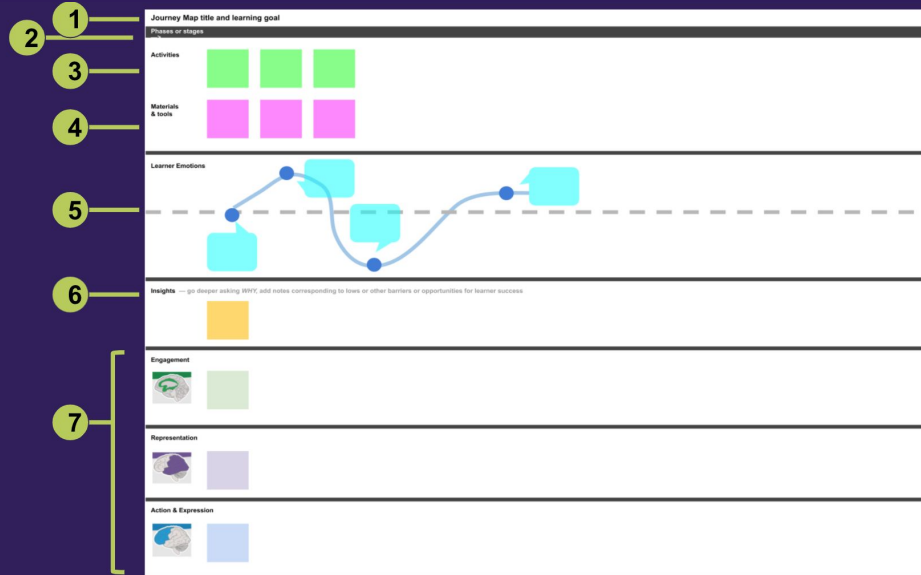 1
Journey Map title and learning goal
2
Phases or stages
3
Activities
4
Materials
& tools
5
Learner Emotions
6
Insights — go deeper asking WHY, add notes corresponding to lows or other barriers or opportunities for learner success
7
Engagement
Representation
Action & Expression